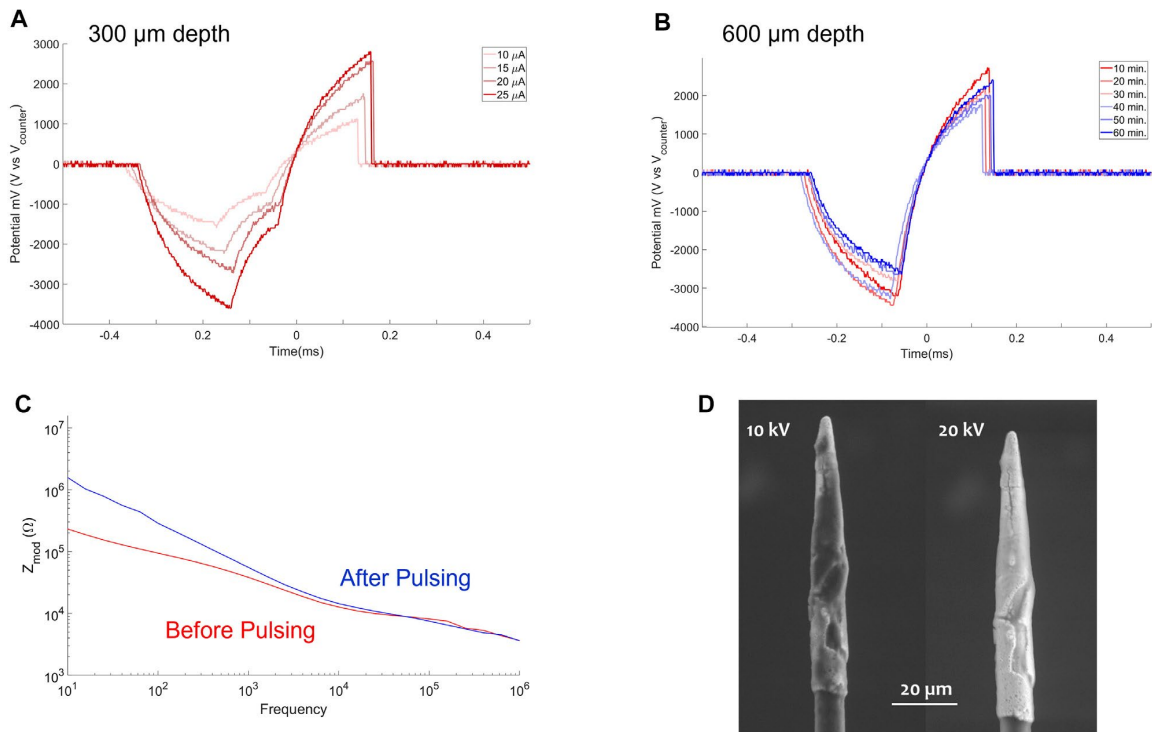 A
300 µm depth
3000
2000
1000
0
-1000
-2000
-3000
-4000
-0.4
0.2
0
0.2
0.4
Potential mV (V vs Vcounter)
Time(ms)
10 µA
15 µA
20 µA
25 µA
B
600 µm depth
2000
1000
0
-1000
-2000
-3000
-4000
-0.4
-0.2
0
0.2
0.4
Potential mV (V vs Vcounter)
Time(ms)
10 min.
20 min.
30 min.
40 min.
50 min.
60 min.
C
10^7
10^6
10^5
10^4
10^3
10^1
10^2
10^3
10^4
10^5
10^6
Zmod (Ω)
Frequency
After Pulsing
Before Pulsing
D
10 kV
20 kV
20 µm